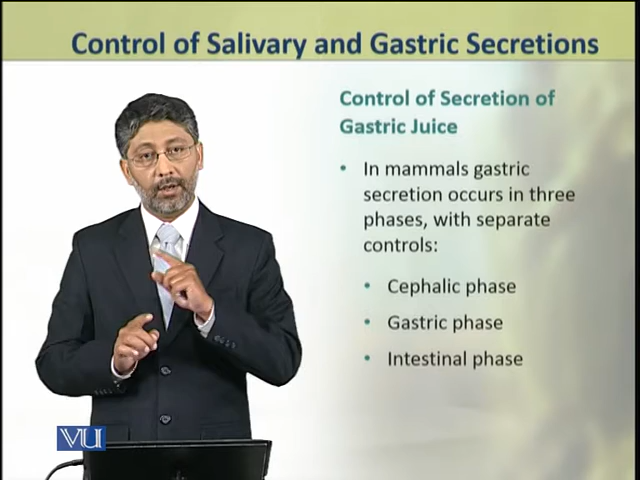 Control of Salivary and Gastric Secretions
Control of Secretion of
Gastric Juice
• In mammals gastric
secretion occurs in three
phases, with separate
controls:
• Cephalic phase
• Gastric phase
• Intestinal phase
VU